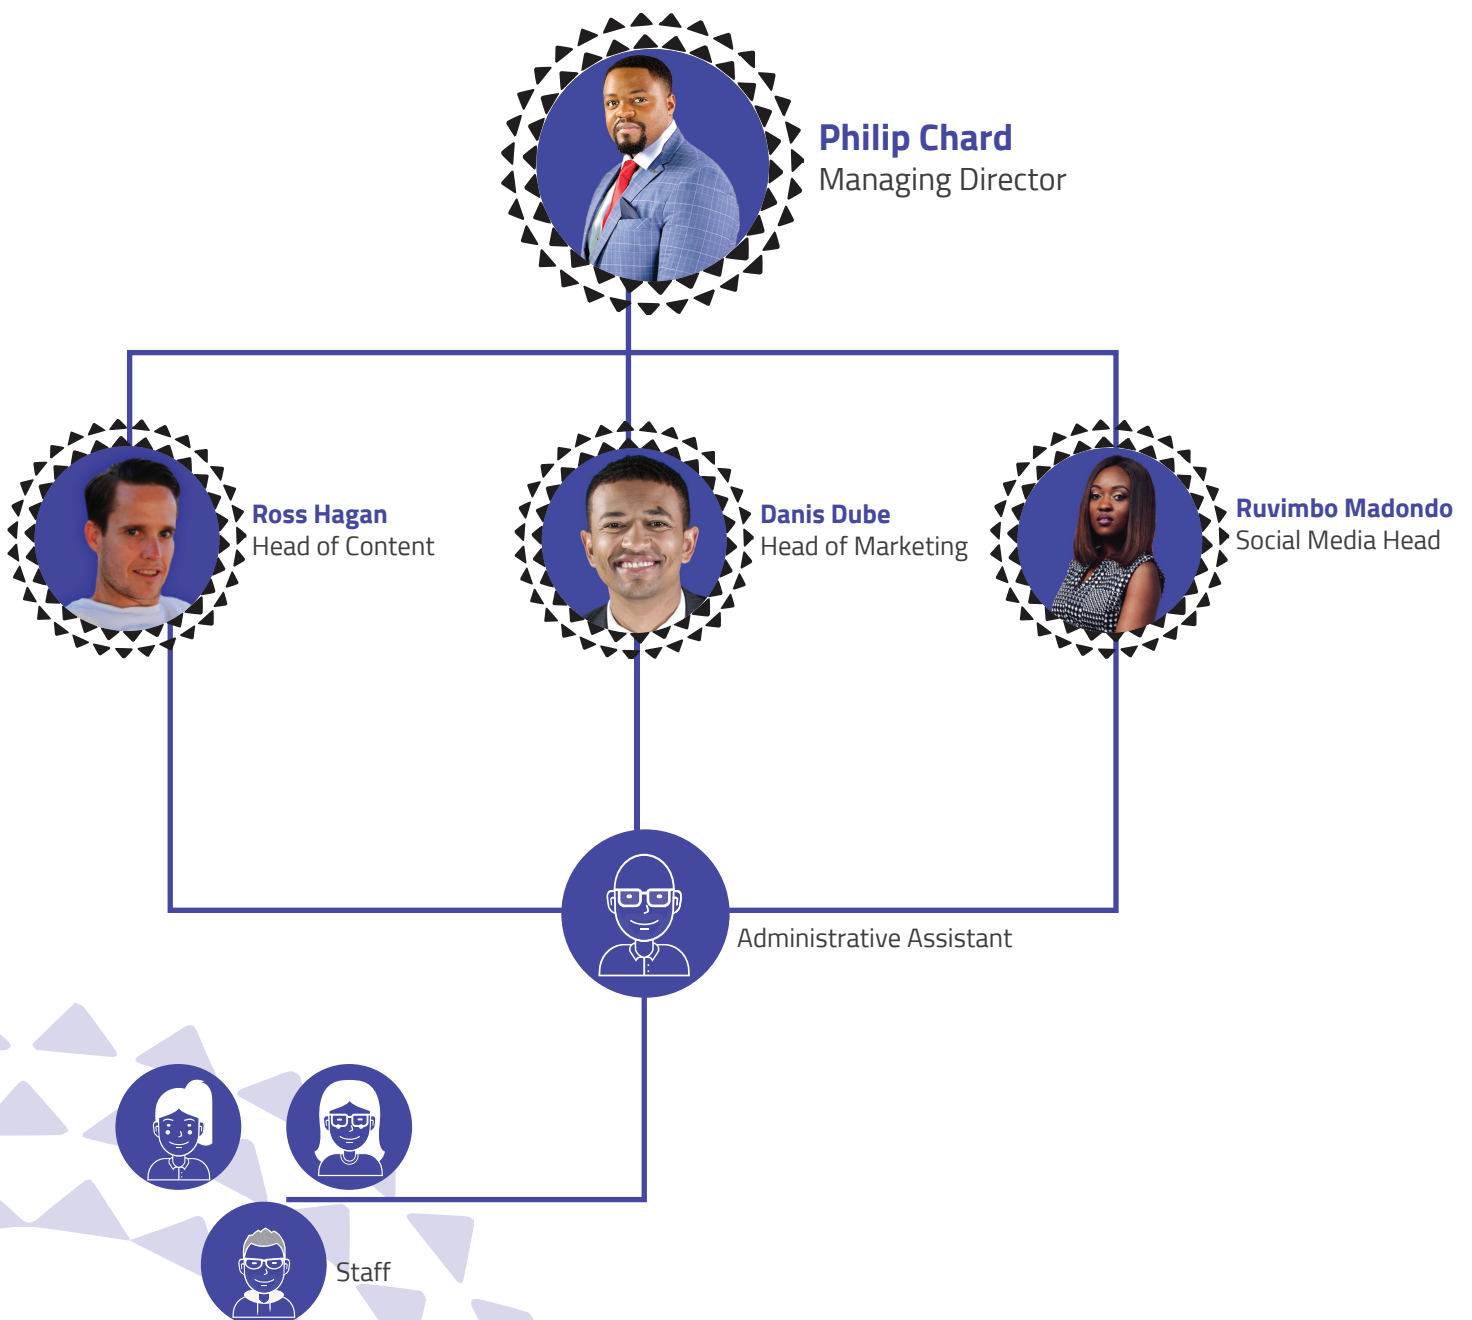 Philip Chard
Managing Director
Ross Hagan
Head of Content
Danis Dube
Head of Marketing
Ruvimbo Madondo
Social Media Head
Administrative Assistant
Staff